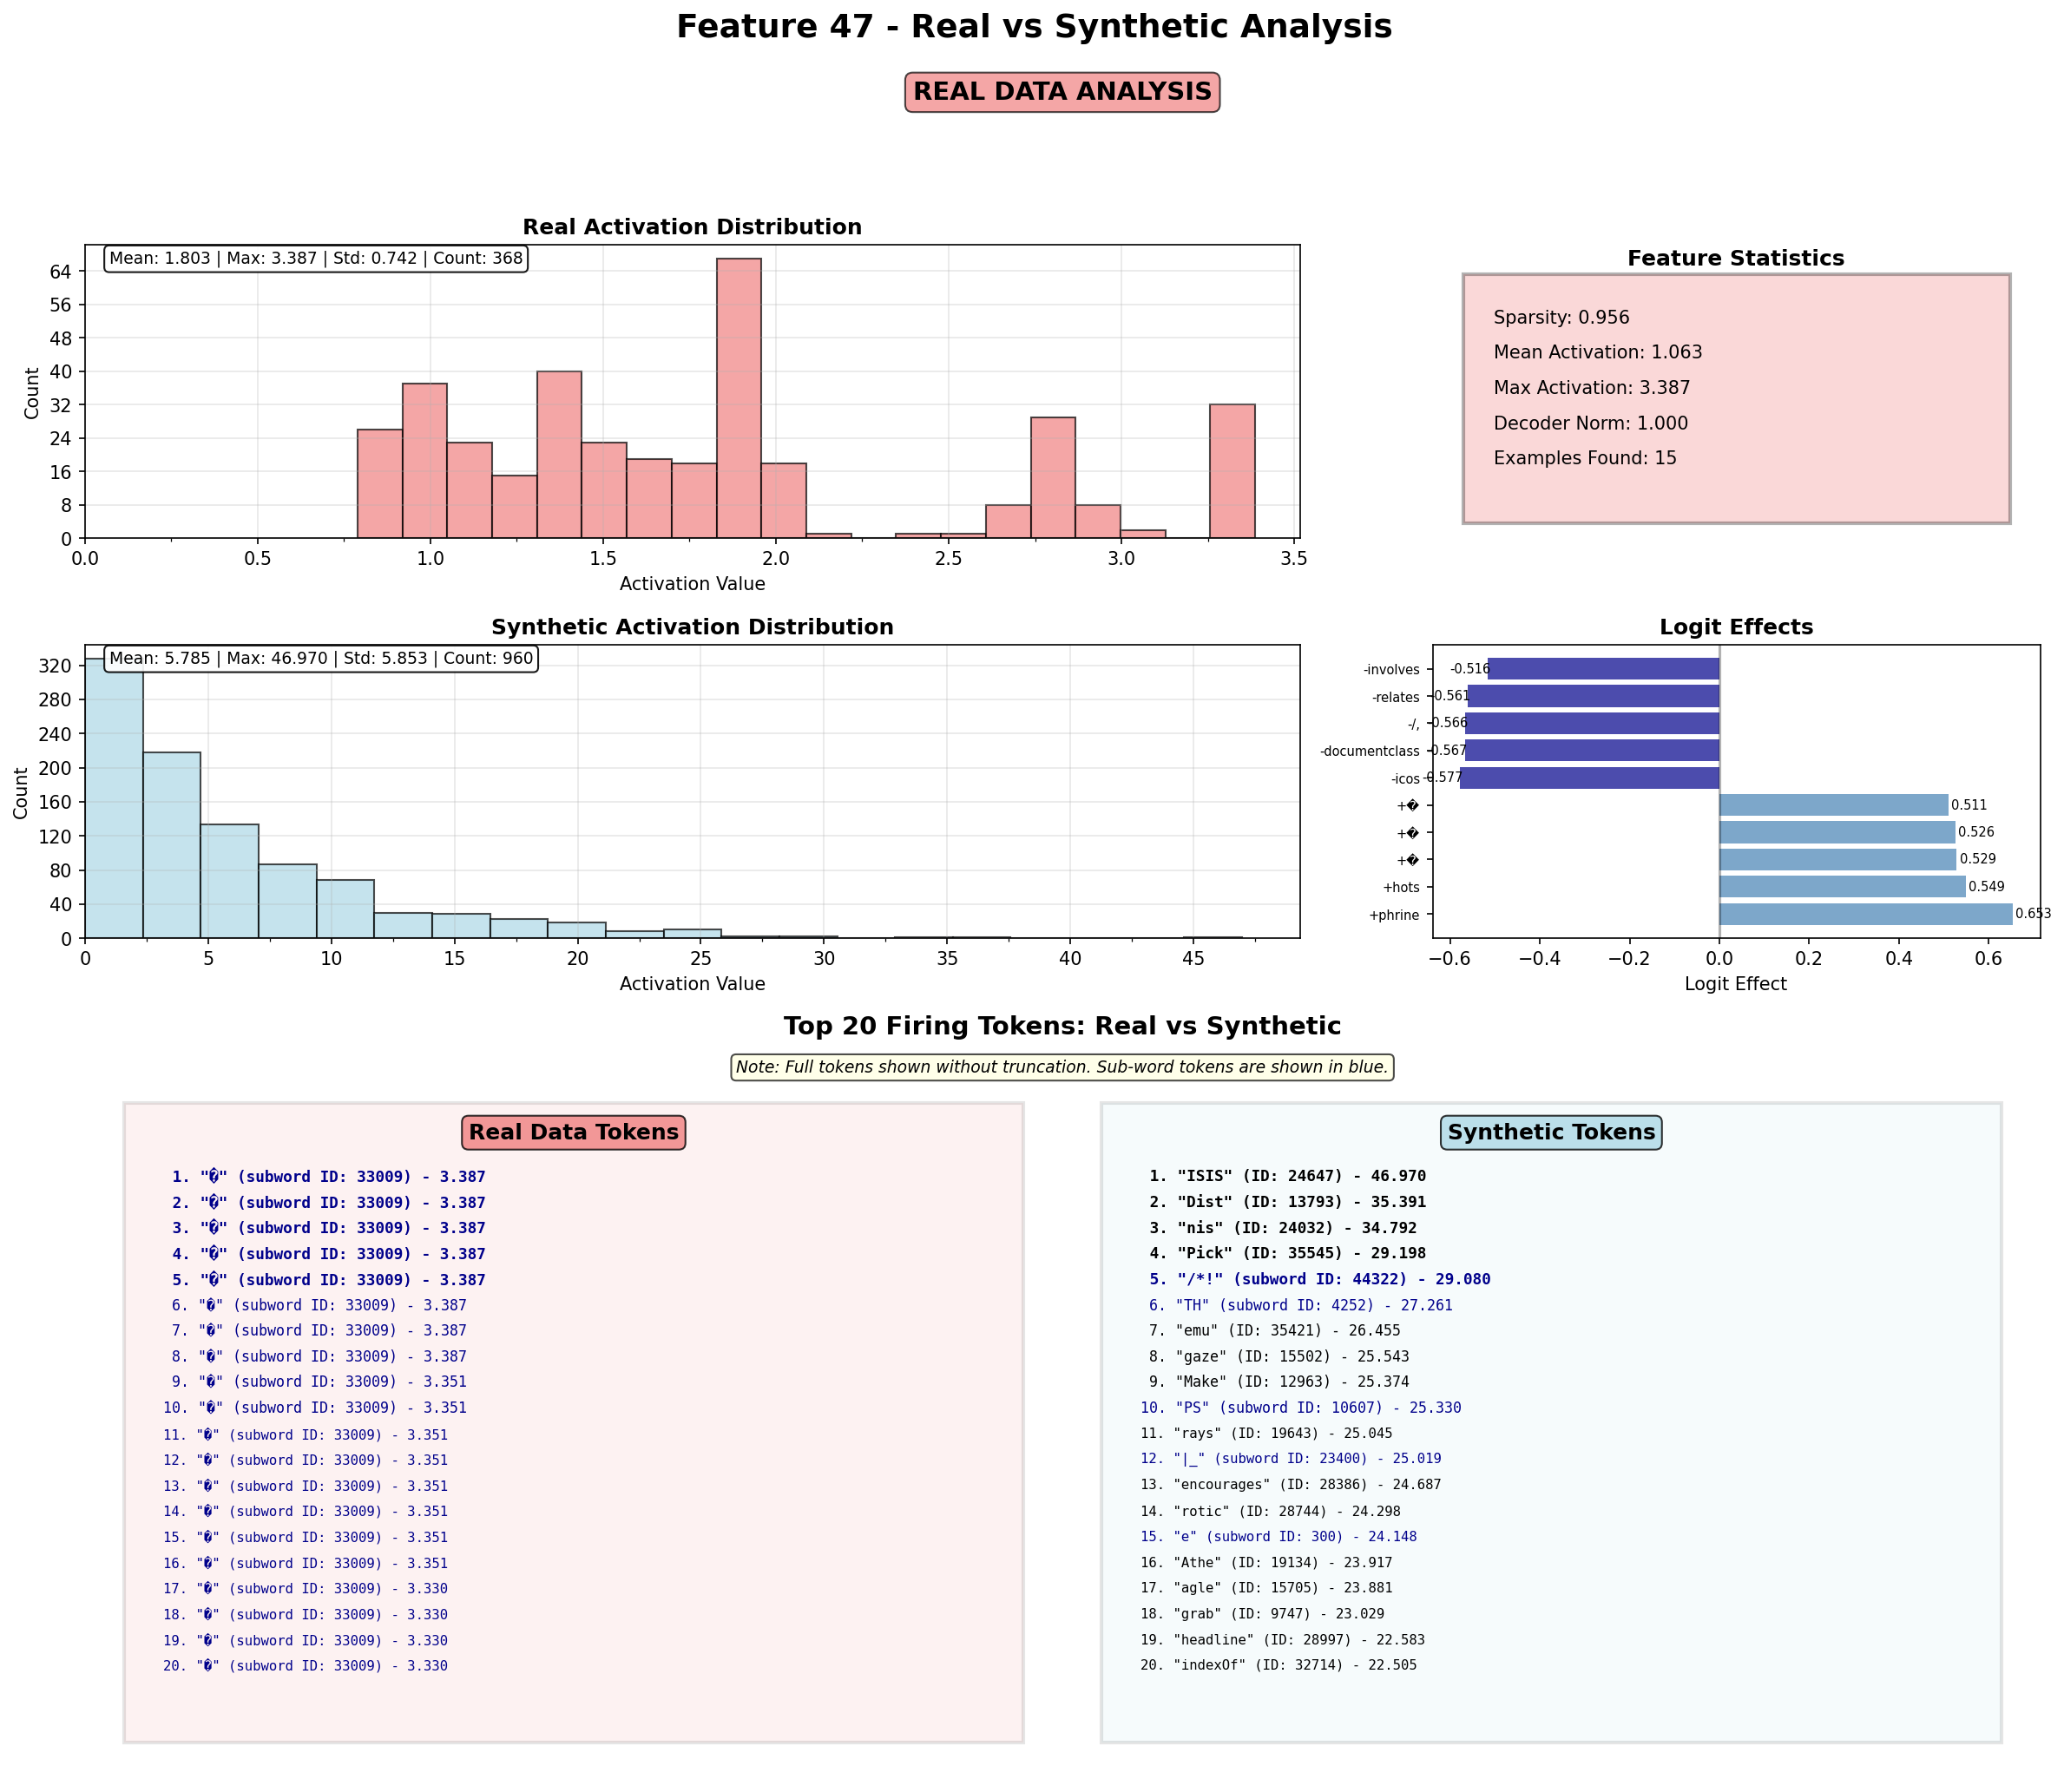 Feature 47 - Real vs Synthetic Analysis
REAL DATA ANALYSIS
Real Activation Distribution
Mean: 1.803 | Max: 3.387 | Std: 0.742 | Count: 368
Count
64
56
48
40
32
24
16
8
0
0.0 0.5 1.0 1.5 2.0 2.5 3.0 3.5
Activation Value
Feature Statistics
Sparsity: 0.956
Mean Activation: 1.063
Max Activation: 3.387
Decoder Norm: 1.000
Examples Found: 15
Synthetic Activation Distribution
Mean: 5.785 | Max: 46.970 | Std: 5.853 | Count: 960
Count
320
280
240
200
160
120
80
40
0
0 5 10 15 20 25 30 35 40 45
Activation Value
Logit Effects
-involves -0.516
-relates -0.561
-/, -0.566
-documentclass -0.567
-icos -0.577
+� 0.511
+� 0.526
+� 0.529
+hots 0.549
+phrine 0.653
−0.6 −0.4 −0.2 0.0 0.2 0.4 0.6
Logit Effect
Top 20 Firing Tokens: Real vs Synthetic
Note: Full tokens shown without truncation. Sub-word tokens are shown in blue.
Real Data Tokens
1. "�" (subword ID: 33009) - 3.387
2. "�" (subword ID: 33009) - 3.387
3. "�" (subword ID: 33009) - 3.387
4. "�" (subword ID: 33009) - 3.387
5. "�" (subword ID: 33009) - 3.387
6. "�" (subword ID: 33009) - 3.387
7. "�" (subword ID: 33009) - 3.387
8. "�" (subword ID: 33009) - 3.387
9. "�" (subword ID: 33009) - 3.351
10. "�" (subword ID: 33009) - 3.351
11. "�" (subword ID: 33009) - 3.351
12. "�" (subword ID: 33009) - 3.351
13. "�" (subword ID: 33009) - 3.351
14. "�" (subword ID: 33009) - 3.351
15. "�" (subword ID: 33009) - 3.351
16. "�" (subword ID: 33009) - 3.351
17. "�" (subword ID: 33009) - 3.330
18. "�" (subword ID: 33009) - 3.330
19. "�" (subword ID: 33009) - 3.330
20. "�" (subword ID: 33009) - 3.330
Synthetic Tokens
1. "ISIS" (ID: 24647) - 46.970
2. "Dist" (ID: 13793) - 35.391
3. "nis" (ID: 24032) - 34.792
4. "Pick" (ID: 35545) - 29.198
5. "/*!" (subword ID: 44322) - 29.080
6. "TH" (subword ID: 4252) - 27.261
7. "emu" (ID: 35421) - 26.455
8. "gaze" (ID: 15502) - 25.543
9. "Make" (ID: 12963) - 25.374
10. "PS" (subword ID: 10607) - 25.330
11. "rays" (ID: 19643) - 25.045
12. "|_" (subword ID: 23400) - 25.019
13. "encourages" (ID: 28386) - 24.687
14. "rotic" (ID: 28744) - 24.298
15. "e" (subword ID: 300) - 24.148
16. "Athe" (ID: 19134) - 23.917
17. "agle" (ID: 15705) - 23.881
18. "grab" (ID: 9747) - 23.029
19. "headline" (ID: 28997) - 22.583
20. "indexOf" (ID: 32714) - 22.505